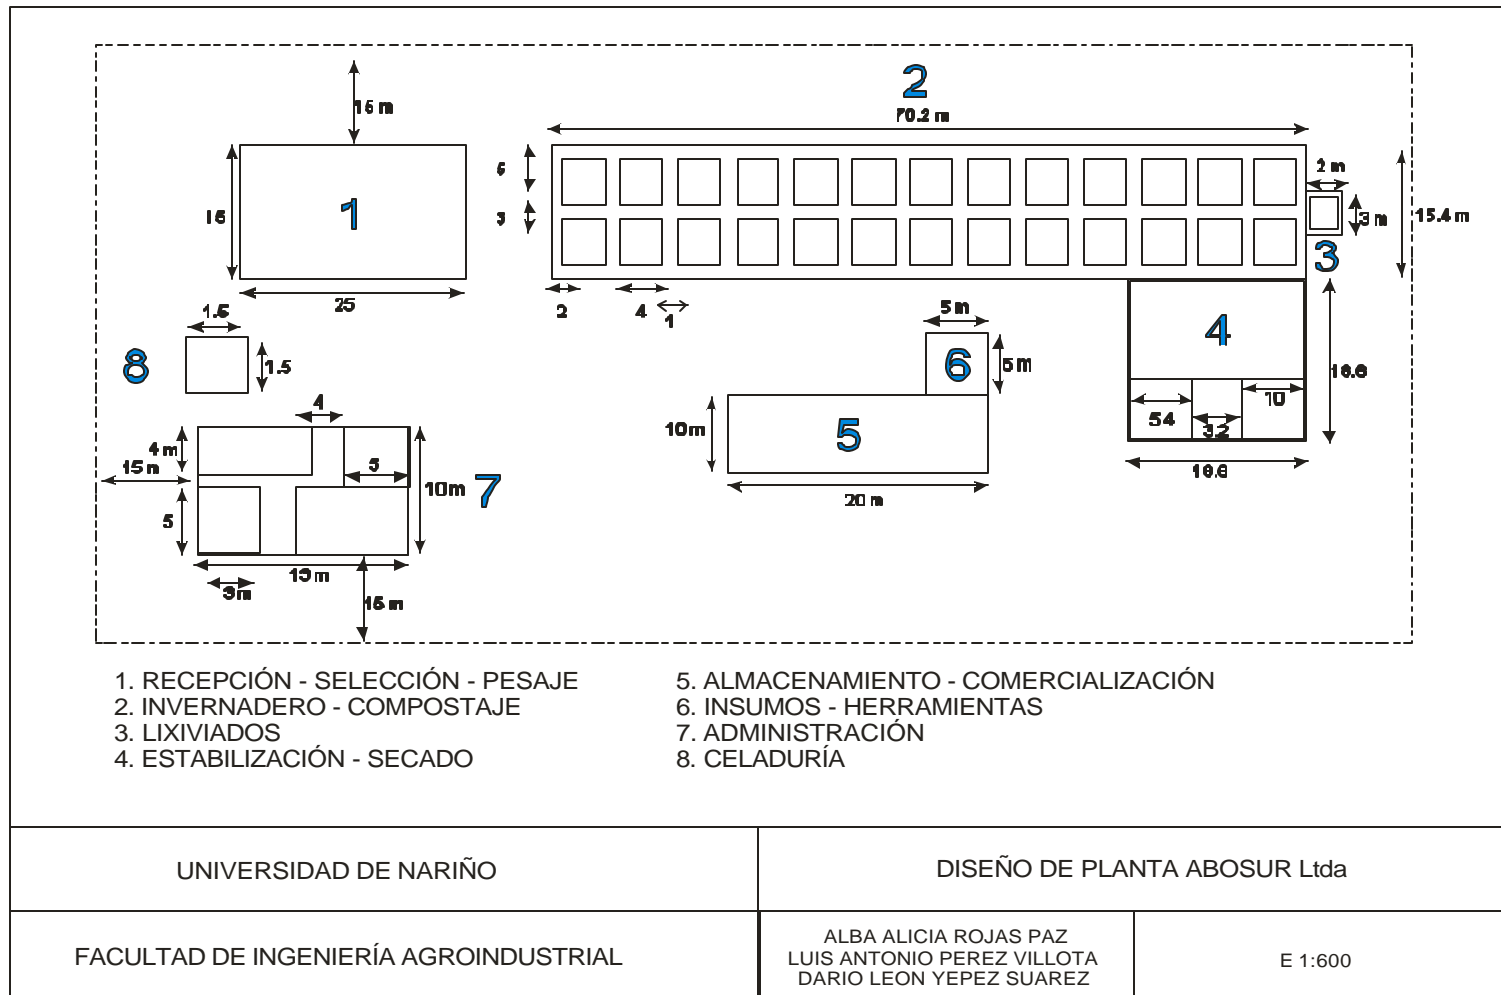 2
70.2 m
15 m
2 m
15
1
3 m
15.4 m
3
25
2
4
1
1.5
8
1.5
5 m
6
5 m
4
10
5.4
3.2
4
4 m
15 m
5
10m
7
5
10m
5
20 m
13 m
3m
15 m
1. RECEPCIÓN - SELECCIÓN - PESAJE
2. INVERNADERO - COMPOSTAJE
3. LIXIVIADOS
4. ESTABILIZACIÓN - SECADO
5. ALMACENAMIENTO - COMERCIALIZACIÓN
6. INSUMOS - HERRAMIENTAS
7. ADMINISTRACIÓN
8. CELADURÍA
UNIVERSIDAD DE NARIÑO
DISEÑO DE PLANTA ABOSUR Ltda
FACULTAD DE INGENIERÍA AGROINDUSTRIAL
ALBA ALICIA ROJAS PAZ
LUIS ANTONIO PEREZ VILLOTA
DARIO LEON YEPEZ SUAREZ
E 1:600